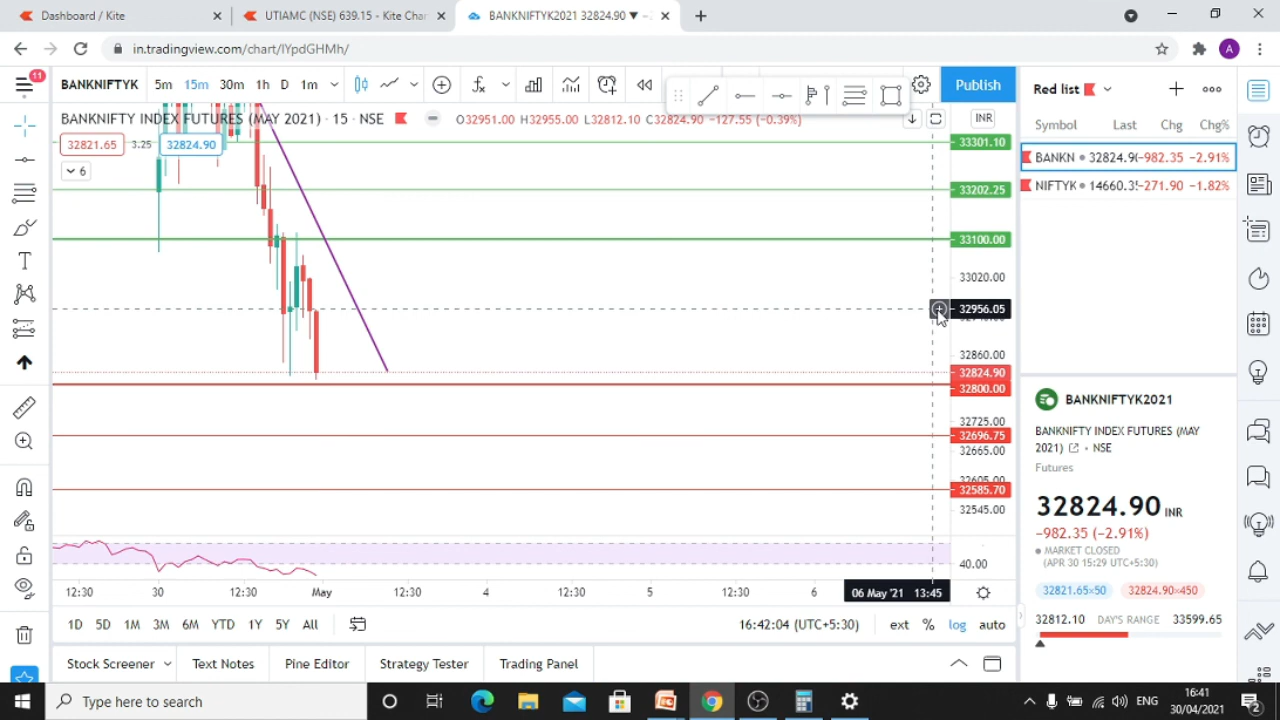 Dashboard / Kite
UTIAMC (NSE) 639.15 - Kite Char
BANKNIFTYK2021 32824.90 ▼ -
in.tradingview.com/chart/IYpdGHMh/
A
11
BANKNIFTYK
5m 15m 30m 1h D 1m
Publish
Red list
BANKNIFTY INDEX FUTURES (MAY 2021) · 15 · NSE
O32951.00 H32955.00 L32812.10 C32824.90 −127.55 (−0.39%)
INR
Symbol Last Chg Chg%
32821.65 3.25 32824.90
6
33301.10
BANKN 32824.90 −982.35 −2.91%
NIFTYK 14660.35 −271.90 −1.82%
33202.25
33100.00
33020.00
32956.05
32860.00
32824.90
32800.00
32725.00
32696.75
32665.00
32605.00
32585.70
32545.00
40.00
BANKNIFTYK2021
BANKNIFTY INDEX FUTURES (MAY
2021) • NSE
Futures
32824.90 INR
−982.35 (−2.91%)
MARKET CLOSED
(APR 30 15:29 UTC+5:30)
32821.65×50 32824.90×450
32812.10 DAY'S RANGE 33599.65
12:30 30 12:30 May 12:30 4 12:30 5 12:30 6 06 May '21 13:45
1D 5D 1M 3M 6M YTD 1Y 5Y All
16:42:04 (UTC+5:30) ext % log auto
Stock Screener Text Notes Pine Editor Strategy Tester Trading Panel
Type here to search
ENG
16:41
30/04/2021
2